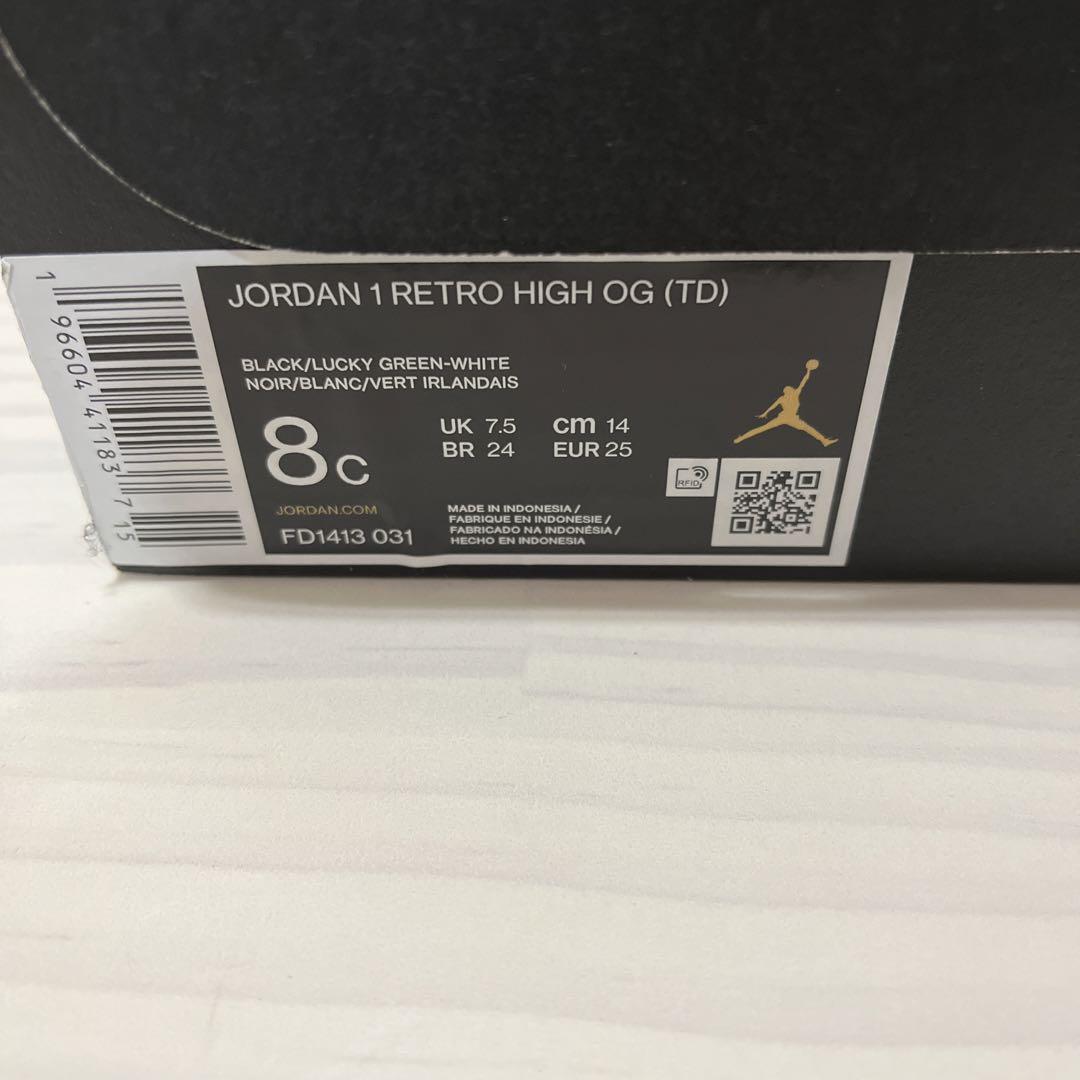 JORDAN 1 RETRO HIGH OG (TD)
BLACK/LUCKY GREEN-WHITE
NOIR/BLANC/VERT IRLANDAIS
8C
UK 7.5 cm 14
BR 24 EUR 25
JORDAN.COM
FD1413 031
MADE IN INDONESIA /
FABRIQUE EN INDONESIE /
FABRICADO NA INDONÉSIA /
HECHO EN INDONESIA
RFID
1 96604 41183 7 15